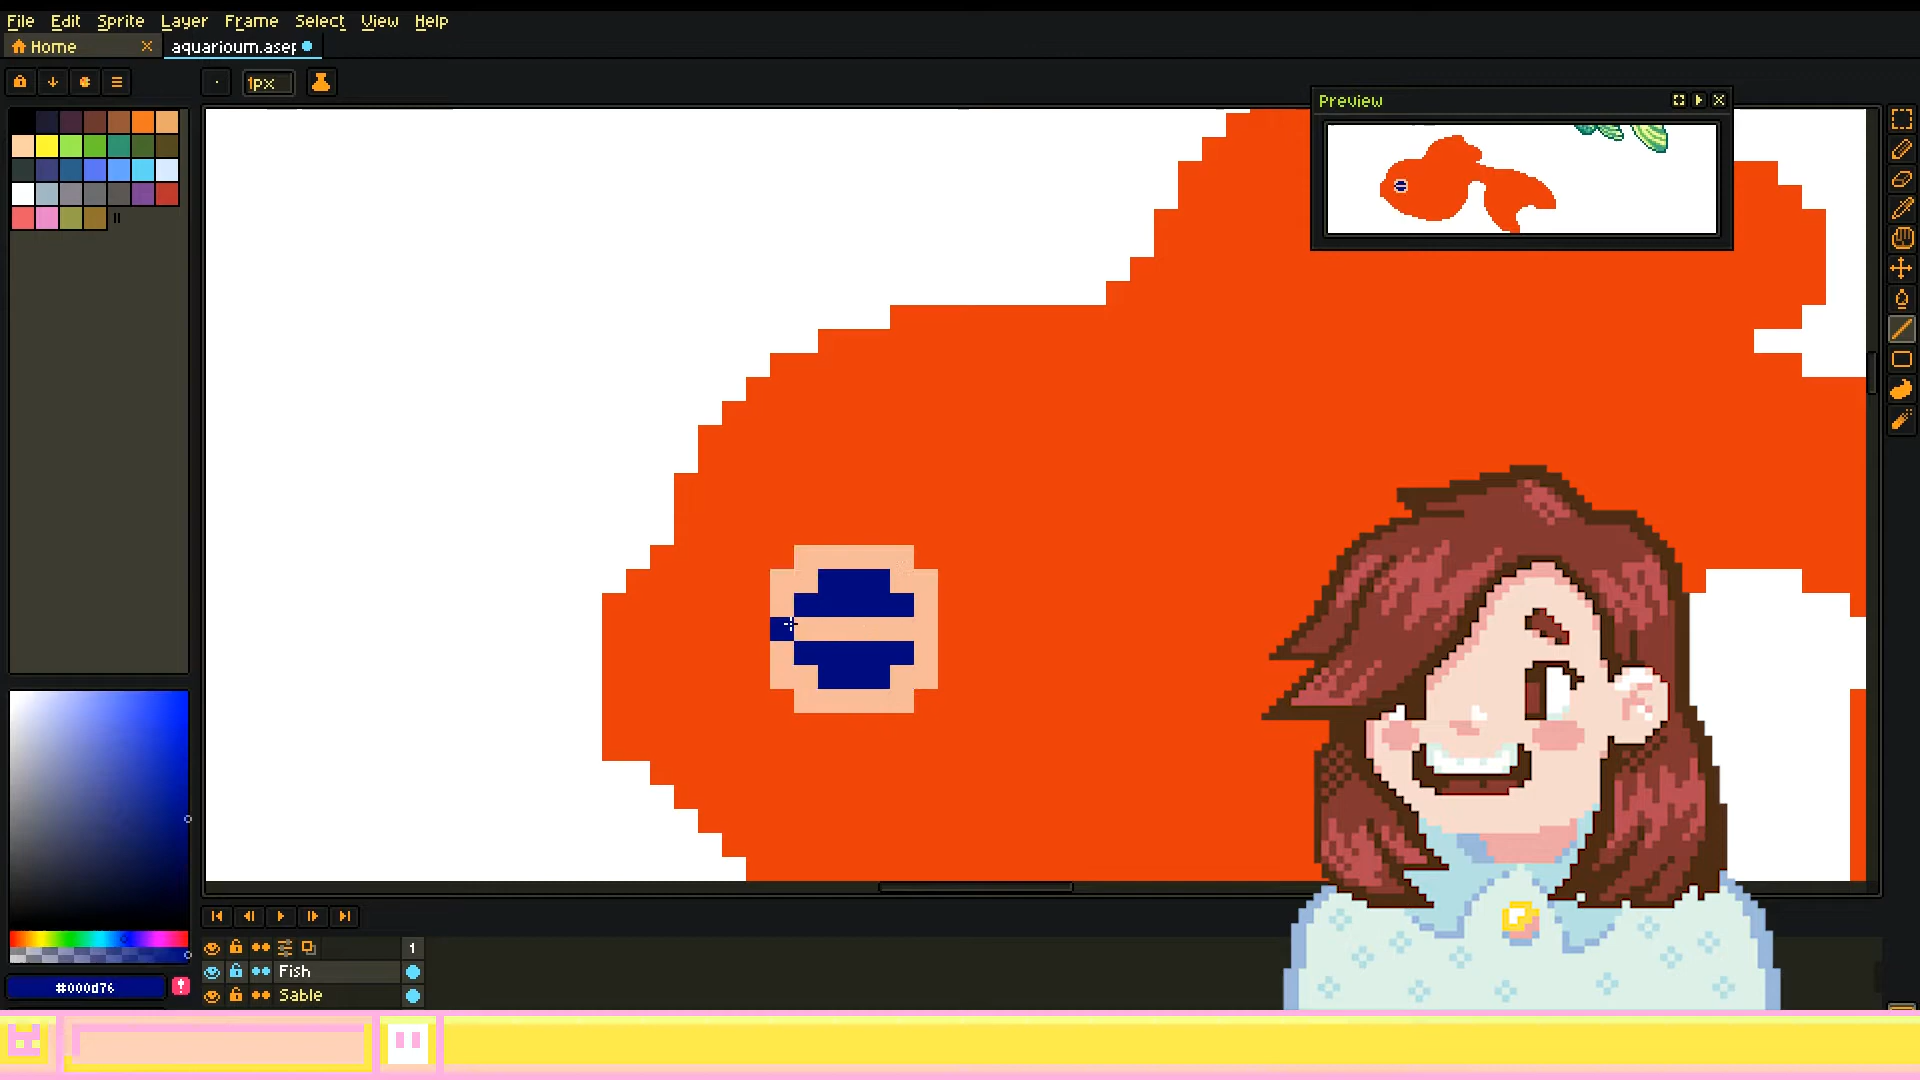 File Edit Sprite Layer Frame Select View Help
Home aquarioum.asep
1px
Preview
#000d76
1
Fish
Sable